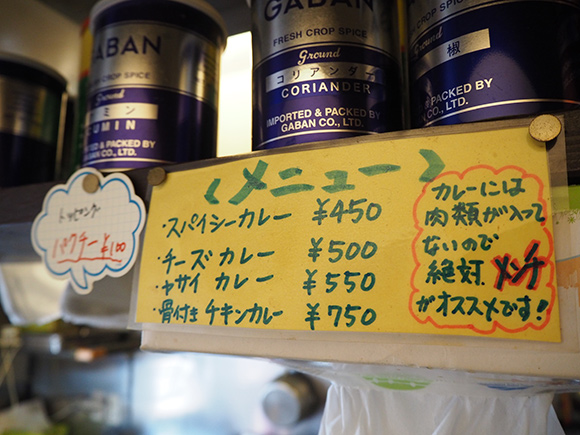 GABAN
CROP SPICE
Ground
ミン
UMIN
IMPORTED & PACKED BY
GABAN CO., LTD.
GABAN
FRESH CROP SPICE
Ground
コリアンダー
CORIANDER
IMPORTED & PACKED BY
GABAN CO., LTD.
FRESH CROP SPICE
Ground
椒
IMPORTED & PACKED BY
GABAN CO., LTD.
トッピング
パクチー ¥100
<メニュー>
・スパイシーカレー ¥450
・チーズカレー ¥500
・ヤサイ カレー ¥550
・骨付きチキンカレー ¥750
カレーには
肉類が入って
ないので
絶対 メンチ
がオススメです!